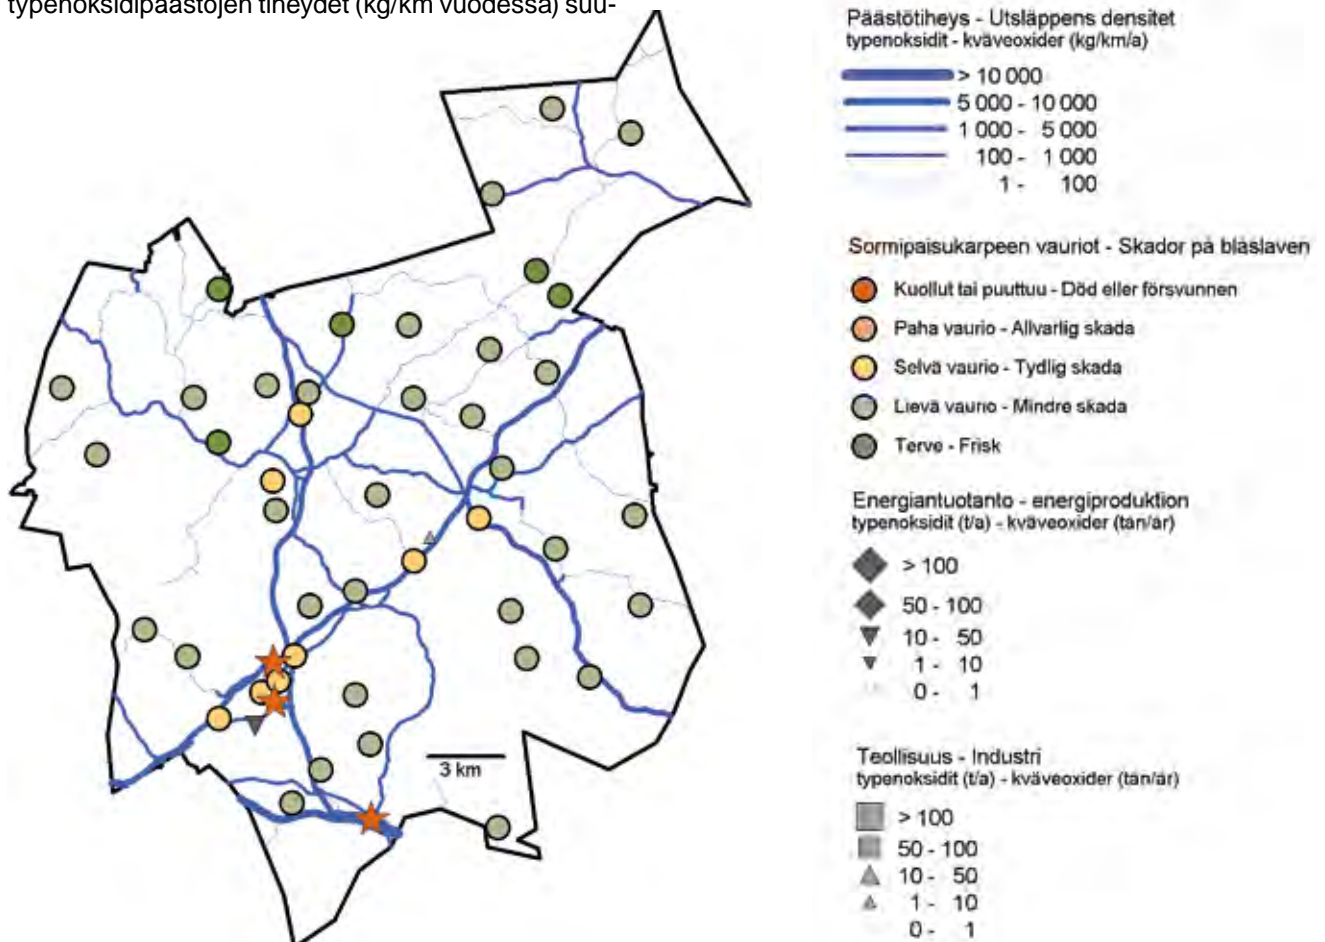 typenoksidipäästöjen tiheydet (kg/km vuodessa) suu-
Päästötiheys - Utsläppens densitet
typenoksidit - kväveoxider (kg/km/a)
> 10 000
5 000 - 10 000
1 000 - 5 000
100 - 1 000
1 - 100
Sormipaisukarpeen vauriot - Skador på blåslaven
Kuollut tai puuttuu - Död eller försvunnen
Paha vaurio - Allvarlig skada
Selvä vaurio - Tydlig skada
Lievä vaurio - Mindre skada
Terve - Frisk
Energiantuotanto - energiproduktion
typenoksidit (t/a) - kväveoxider (tan/år)
> 100
50 - 100
10 - 50
1 - 10
0 - 1
Teollisuus - Industri
typenoksidit (t/a) - kväveoxider (tan/år)
> 100
50 - 100
10 - 50
1 - 10
0 - 1
3 km